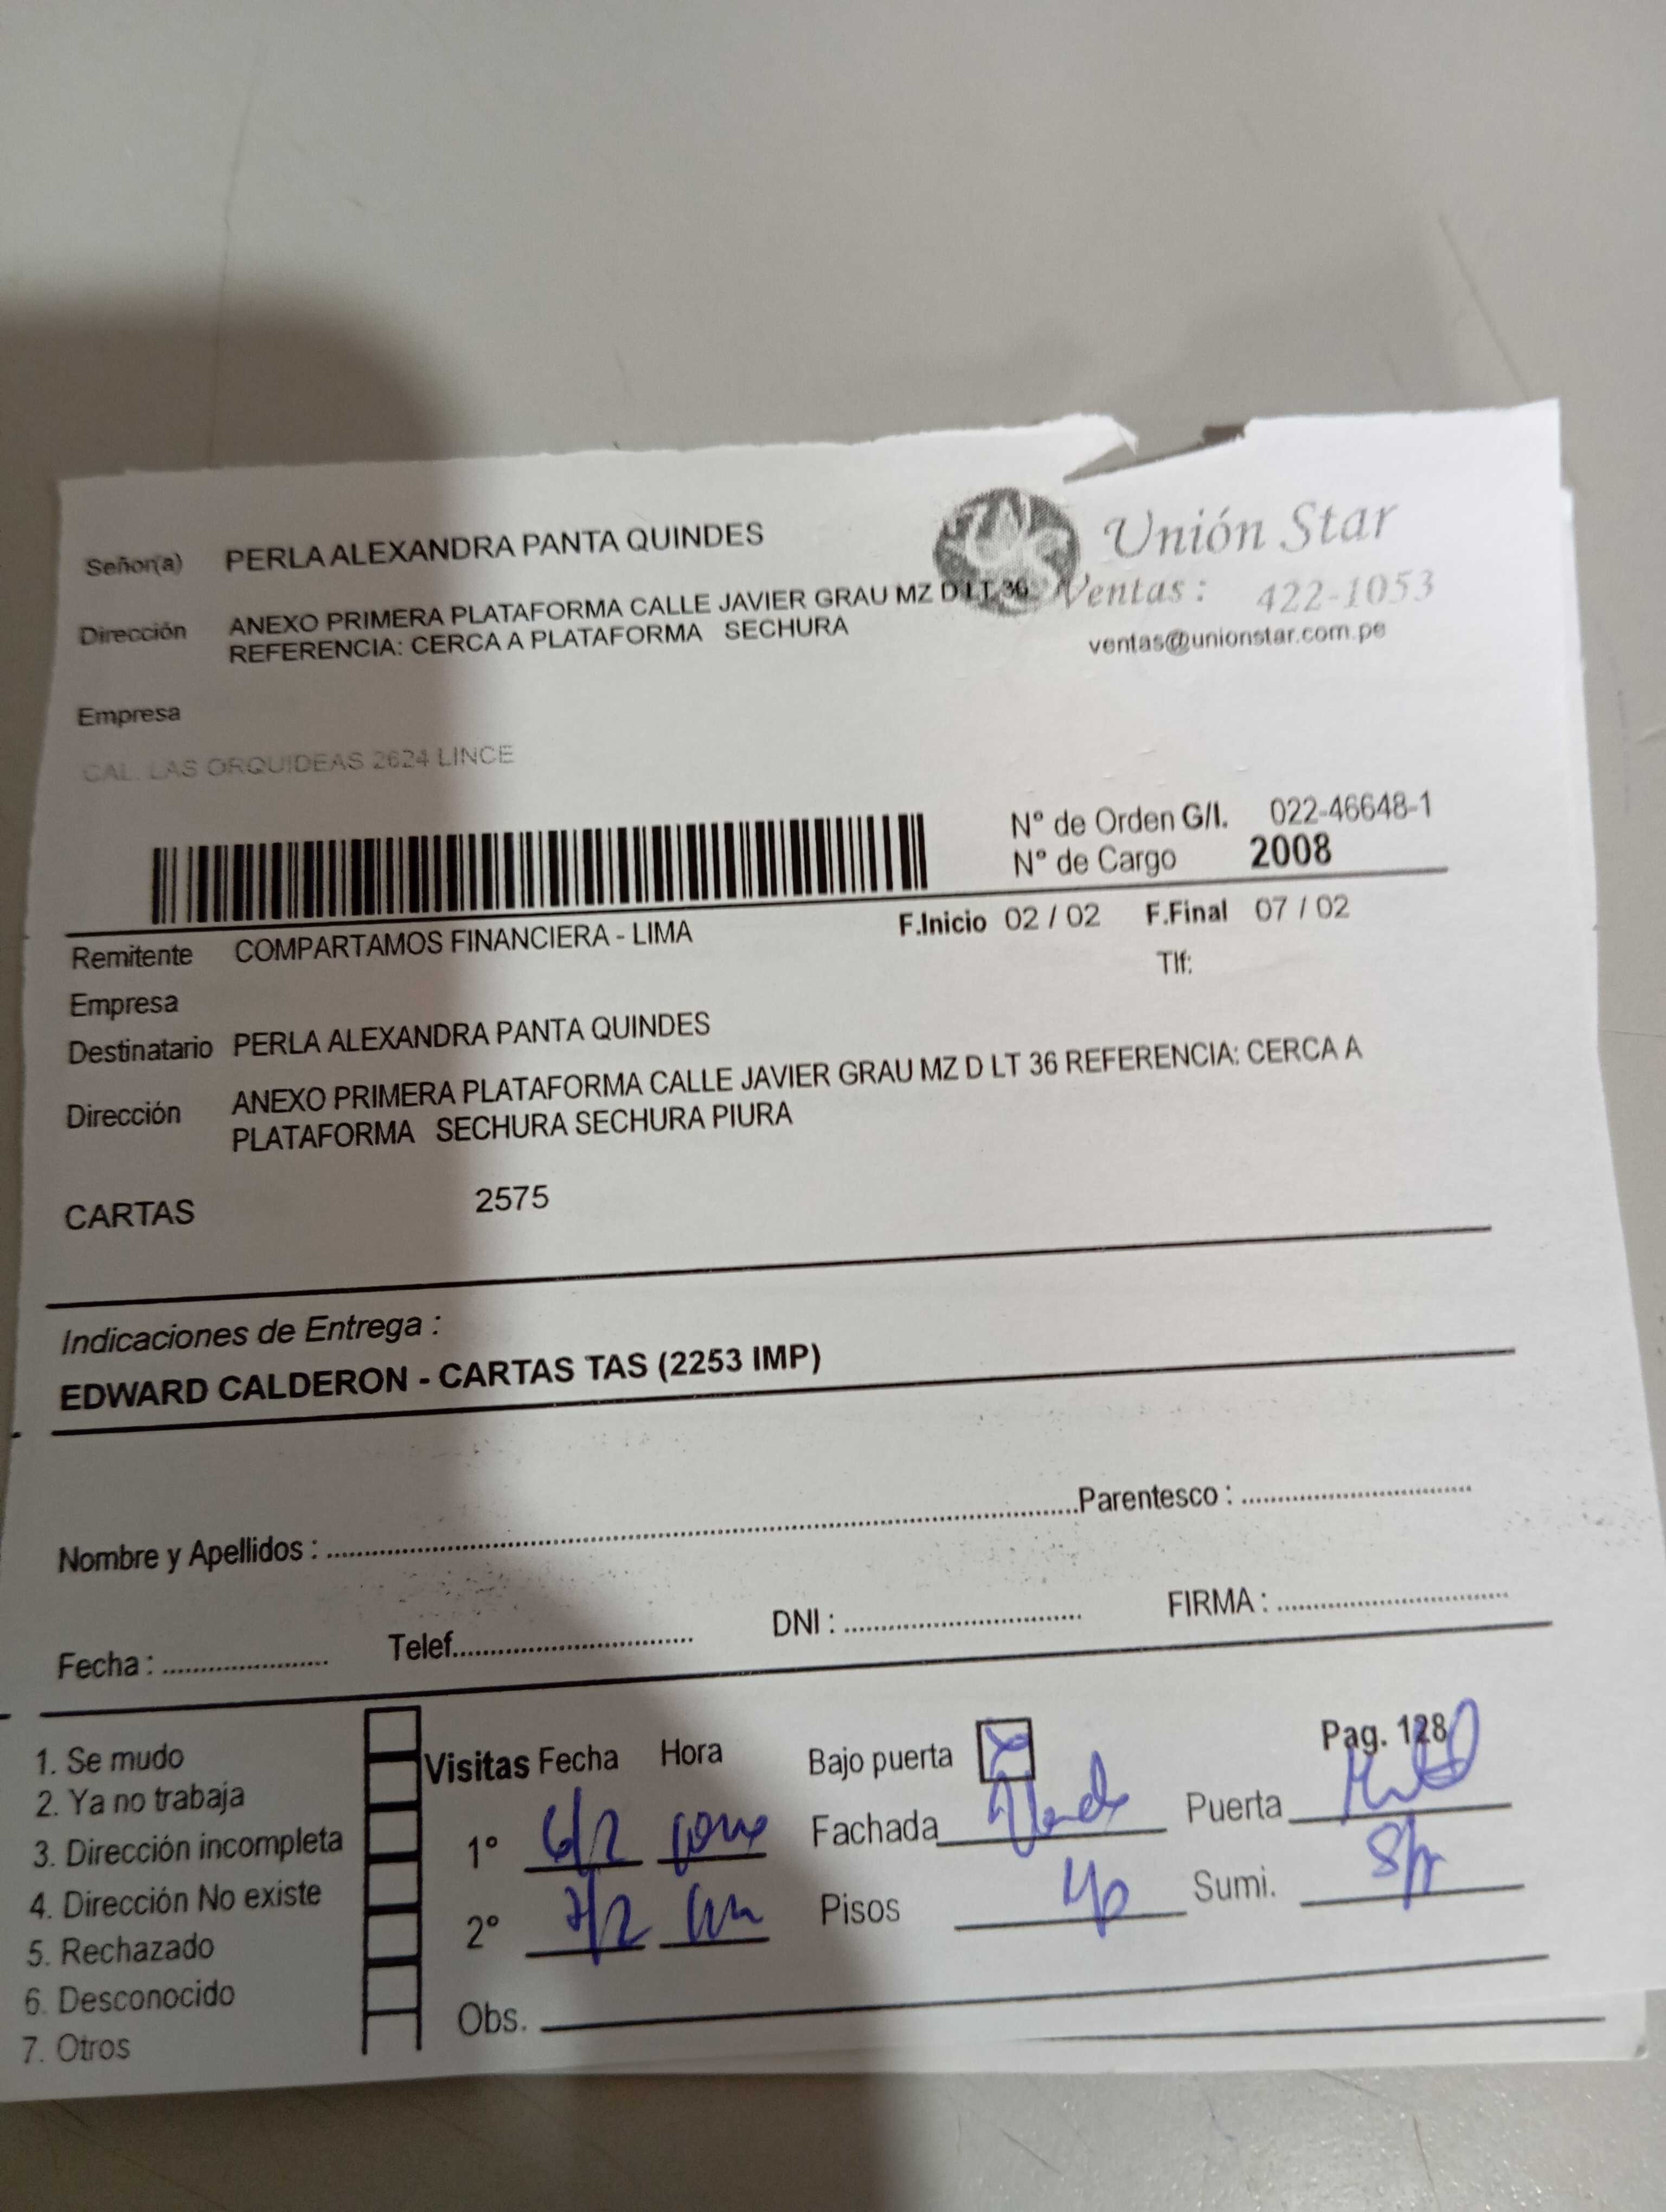 Señor(a) PERLA ALEXANDRA PANTA QUINDES
Unión Star
Dirección ANEXO PRIMERA PLATAFORMA CALLE JAVIER GRAU MZ D LT 36
REFERENCIA: CERCA A PLATAFORMA SECHURA
Ventas : 422-1053
ventas@unionstar.com.pe
Empresa
CAL. LAS ORQUIDEAS 2624 LINCE
N° de Orden G/I. 022-46648-1
N° de Cargo 2008
Remitente COMPARTAMOS FINANCIERA - LIMA F.Inicio 02 / 02 F.Final 07 / 02
Tlf:
Empresa
Destinatario PERLA ALEXANDRA PANTA QUINDES
Dirección ANEXO PRIMERA PLATAFORMA CALLE JAVIER GRAU MZ D LT 36 REFERENCIA: CERCA A
PLATAFORMA SECHURA SECHURA PIURA
CARTAS 2575
Indicaciones de Entrega :
EDWARD CALDERON - CARTAS TAS (2253 IMP)
Nombre y Apellidos : Parentesco :
Fecha : Telef. DNI : FIRMA :
1. Se mudo
2. Ya no trabaja
3. Dirección incompleta
4. Dirección No existe
5. Rechazado
6. Desconocido
7. Otros
Visitas Fecha Hora Bajo puerta Pag. 128
1° 6/2 Fachada Puerta
2° 7/2 Pisos Sumi. S/n
Obs.